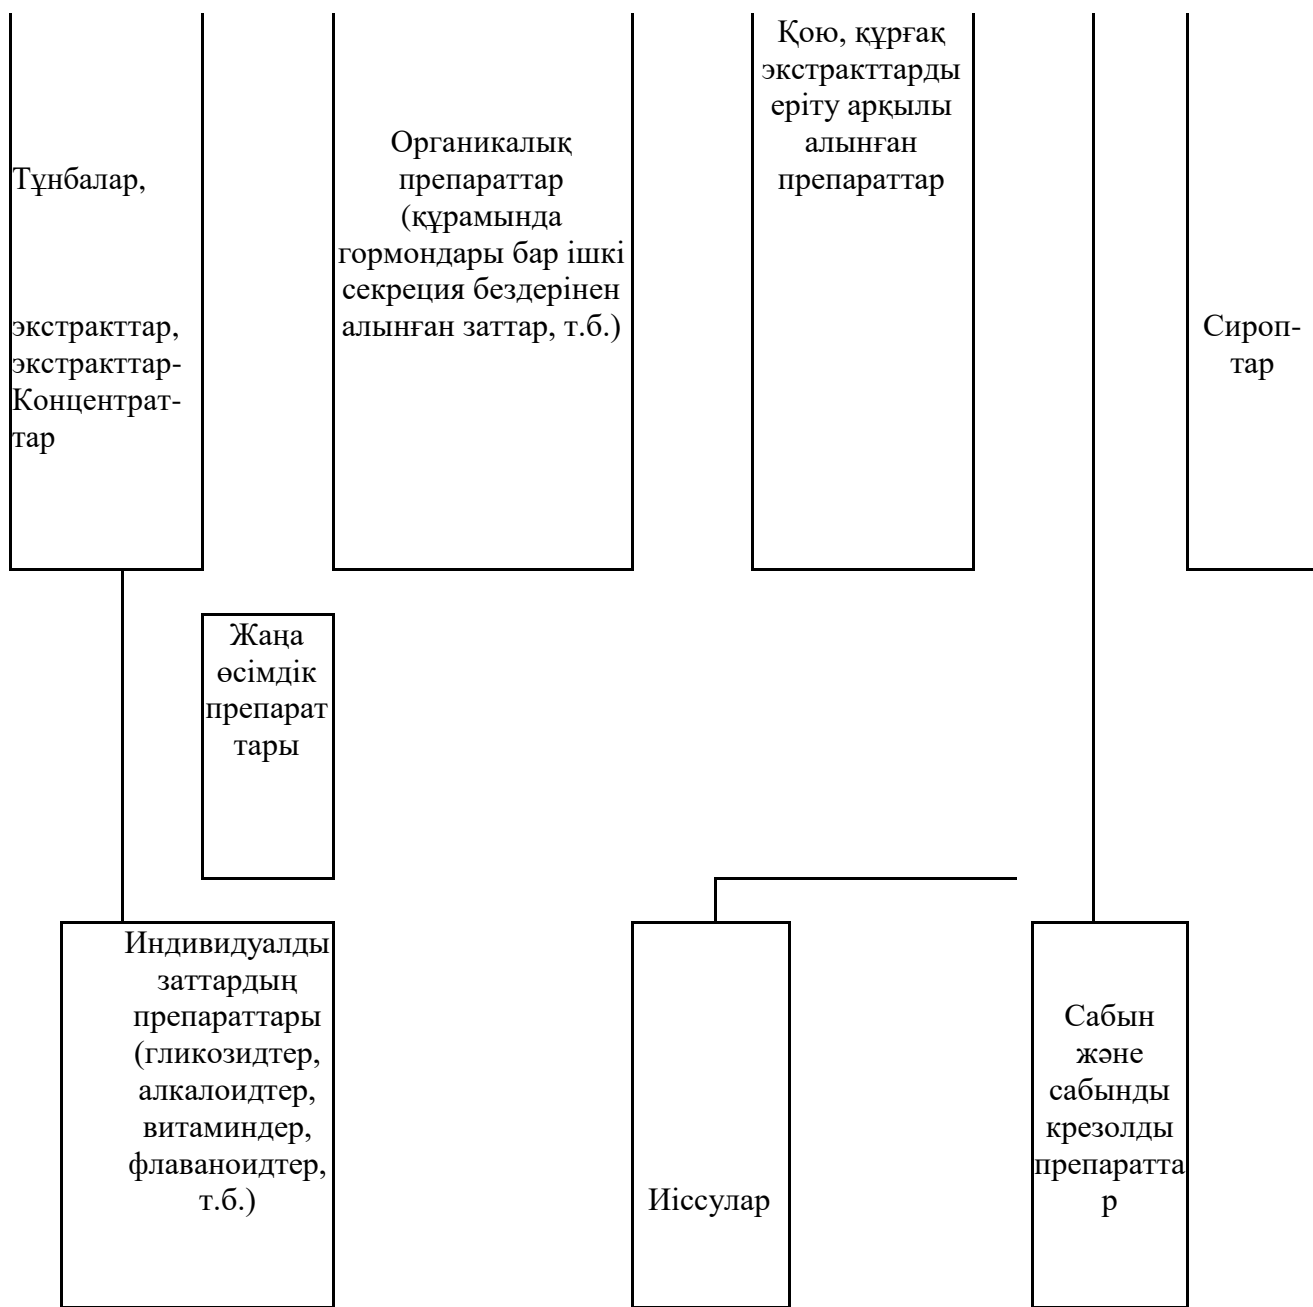 Тұнбалар,
экстракттар,
экстракттар-
Концентрат-
тар
Органикалық
препараттар
(құрамында
гормондары бар ішкі
секреция бездерінен
алынған заттар, т.б.)
Қою, құрғақ
экстракттарды
еріту арқылы
алынған
препараттар
Сироп-
тар
Жаңа
өсімдік
препарат
тары
Индивидуалды
заттардың
препараттары
(гликозидтер,
алкалоидтер,
витаминдер,
флаваноидтер,
т.б.)
Иіссулар
Сабын
және
сабынды
крезолды
препаратта
р